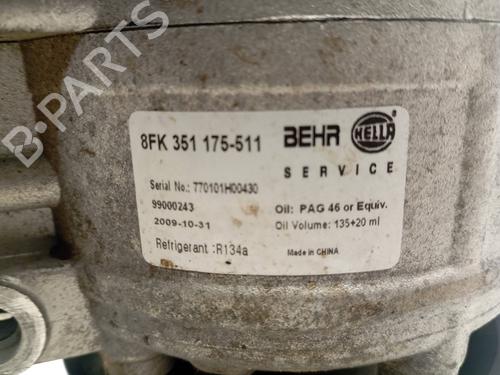 8FK 351 175-511
BEHR HELLA
SERVICE
Serial No.: 770101H00430
99000243
2009-10-31
Refrigerant :R134a
Oil: PAG 46 or Equiv.
Oil Volume: 135+20 ml
Made in CHINA
B-PARTS